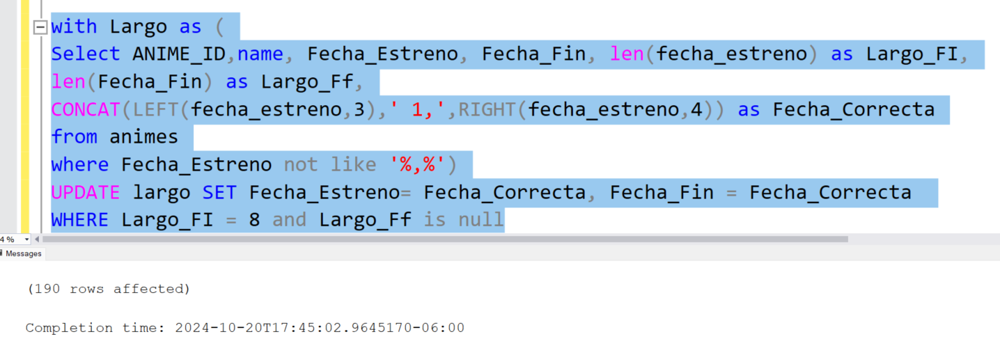 with Largo as (
Select ANIME_ID,name, Fecha_Estreno, Fecha_Fin, len(fecha_estreno) as Largo_FI,
len(Fecha_Fin) as Largo_Ff,
CONCAT(LEFT(fecha_estreno,3),' 1,',RIGHT(fecha_estreno,4)) as Fecha_Correcta
from animes
where Fecha_Estreno not like '%,%')
UPDATE largo SET Fecha_Estreno= Fecha_Correcta, Fecha_Fin = Fecha_Correcta
WHERE Largo_FI = 8 and Largo_Ff is null
4 %
Messages
(190 rows affected)
Completion time: 2024-10-20T17:45:02.9645170-06:00